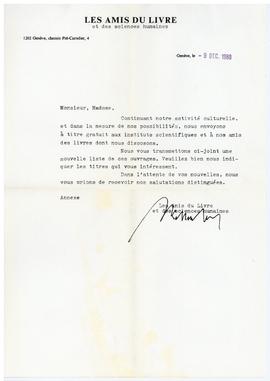 LES AMIS DU LIVRE
et des sciences humaines
1202 Genève, chemin Pré-Cartelier, 4
Genève, le - 9 DEC. 1980
Monsieur, Madame,
Continuant notre activité culturelle,
et dans la mesure de nos possibilités, nous envoyons
à titre gratuit aux instituts scientifiques et à nos amis
des livres dont nous disposons.
Nous vous transmettons ci-joint une
nouvelle liste de ces ouvrages. Veuillez bien nous indi-
quer les titres qui vous intéressent.
Dans l'attente de vos nouvelles, nous
vous prions de recevoir nos salutations distinguées.
Les Amis du Livre
et des sciences humaines
Annexe